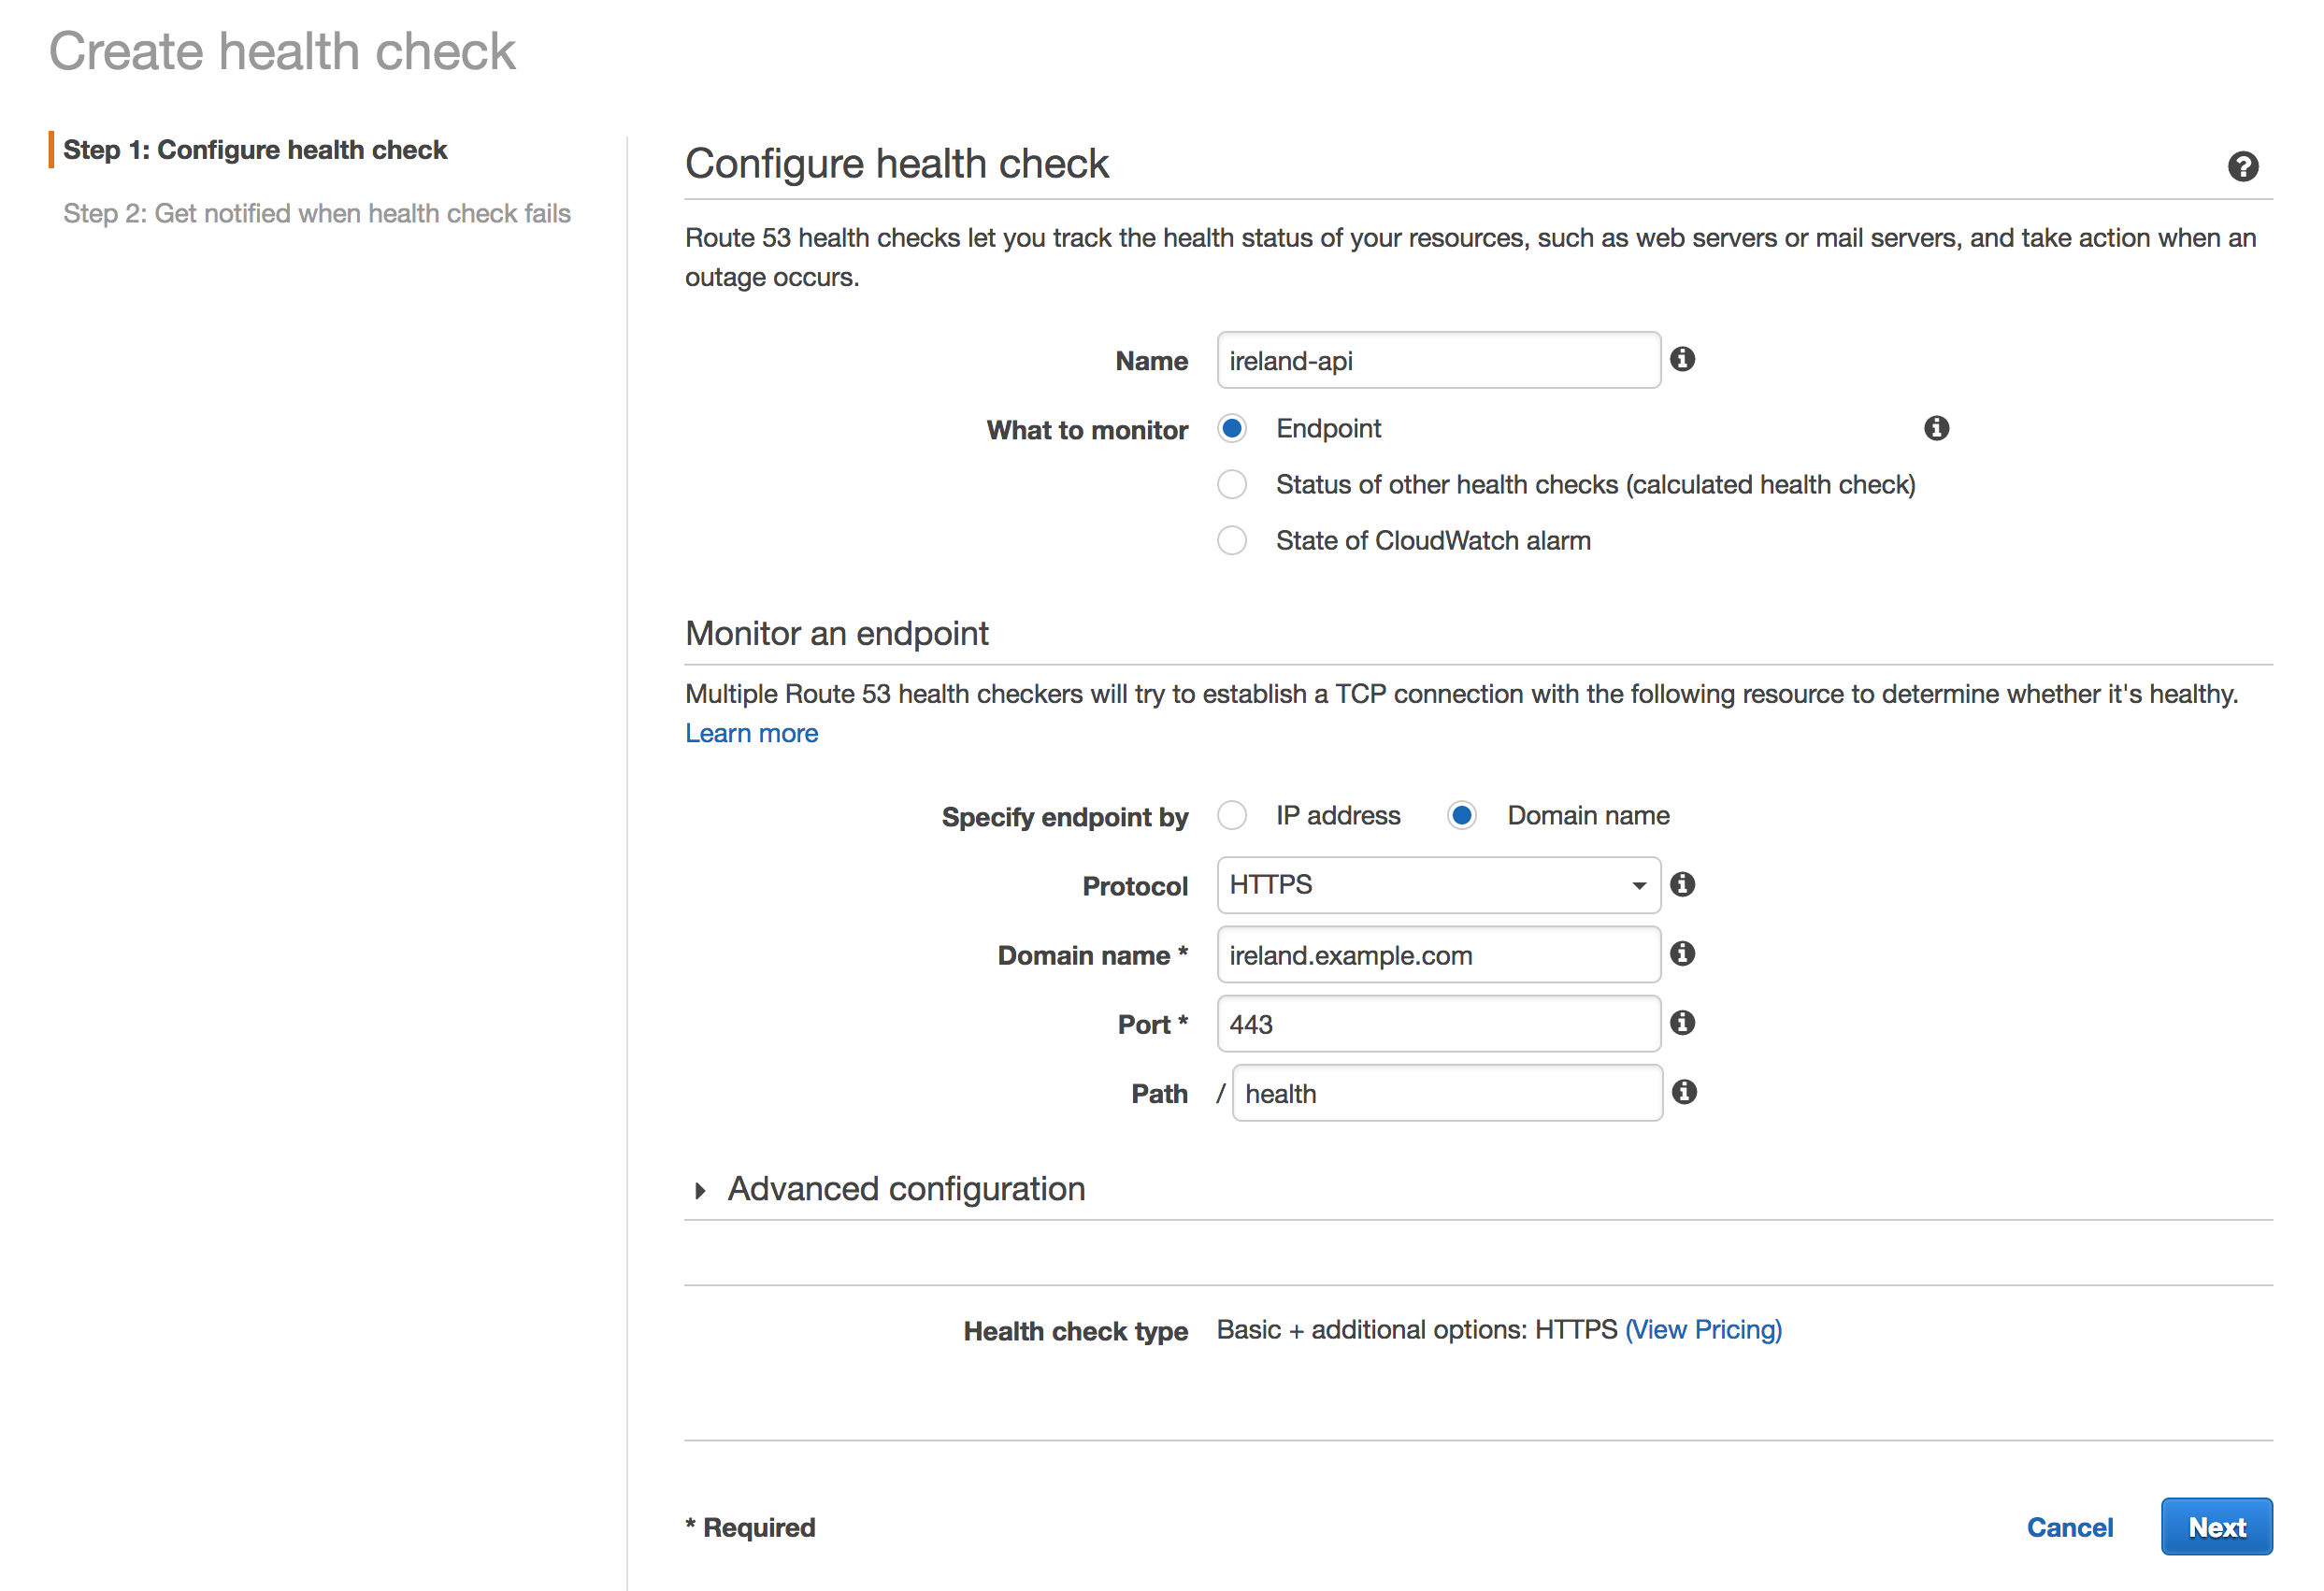 Create health check
Step 1: Configure health check
Step 2: Get notified when health check fails
Configure health check
Route 53 health checks let you track the health status of your resources, such as web servers or mail servers, and take action when an
outage occurs.
Name ireland-api
What to monitor Endpoint
Status of other health checks (calculated health check)
State of CloudWatch alarm
Monitor an endpoint
Multiple Route 53 health checkers will try to establish a TCP connection with the following resource to determine whether it's healthy.
Learn more
Specify endpoint by IP address Domain name
Protocol HTTPS
Domain name * ireland.example.com
Port * 443
Path / health
Advanced configuration
Health check type Basic + additional options: HTTPS (View Pricing)
* Required Cancel Next